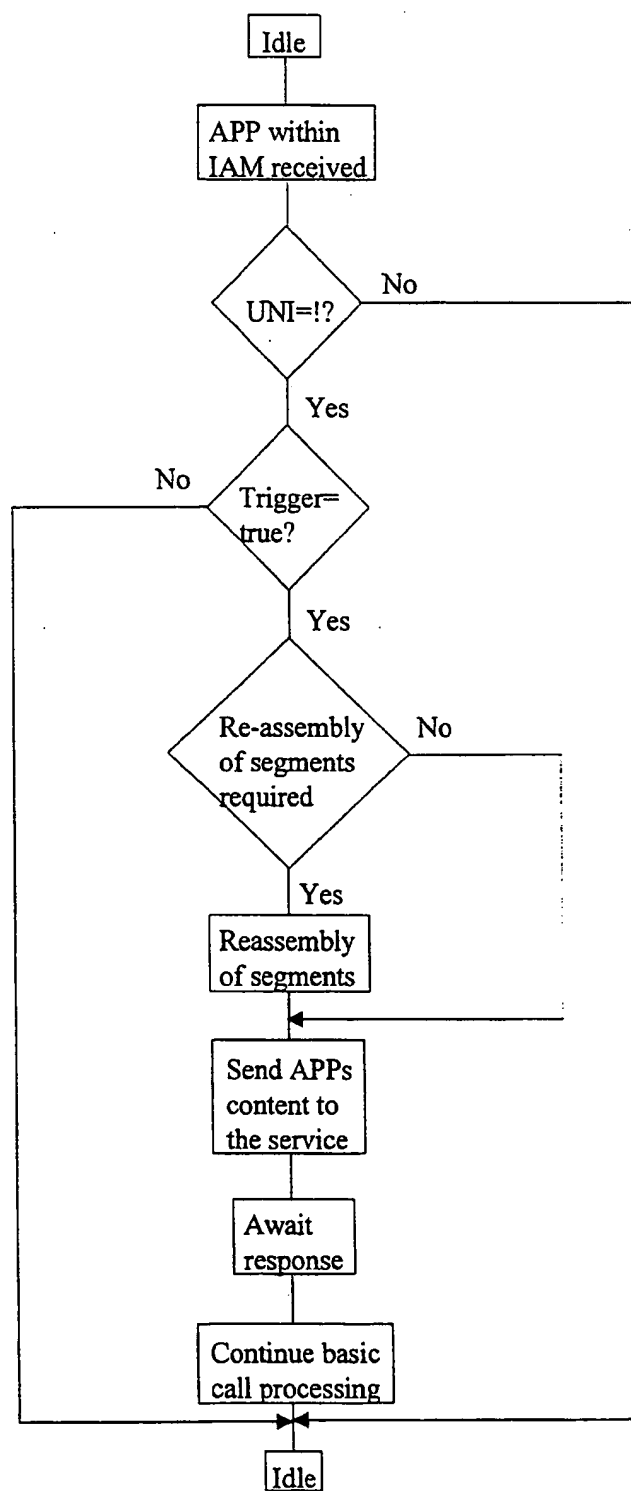 Idle
APP within
IAM received
UNI=!?
No
Yes
No
Trigger=
true?
Yes
Re-assembly
of segments
required
No
Yes
Reassembly
of segments
Send APPs
content to
the service
Await
response
Continue basic
call processing
Idle